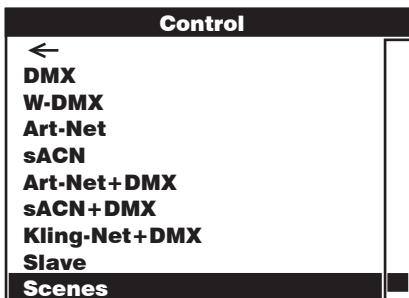 Control
←
DMX
W-DMX
Art-Net
sACN
Art-Net+DMX
sACN+DMX
Kling-Net+DMX
Slave
Scenes